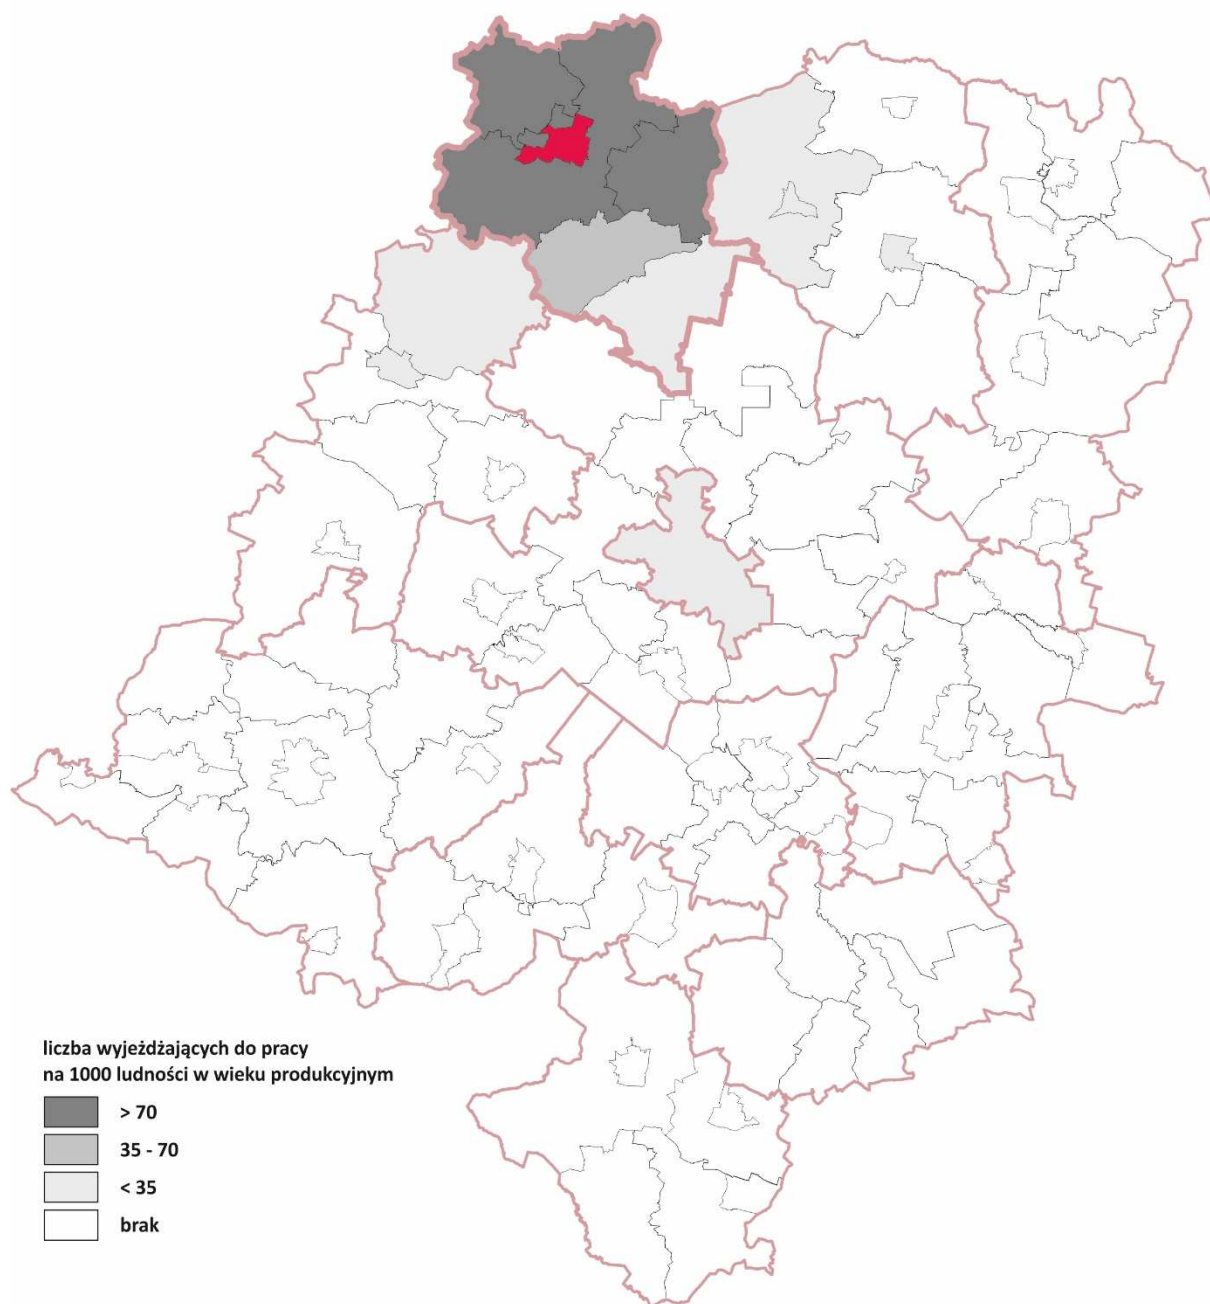 liczba wyjeżdżających do pracy
na 1000 ludności w wieku produkcyjnym
> 70
35 - 70
< 35
brak